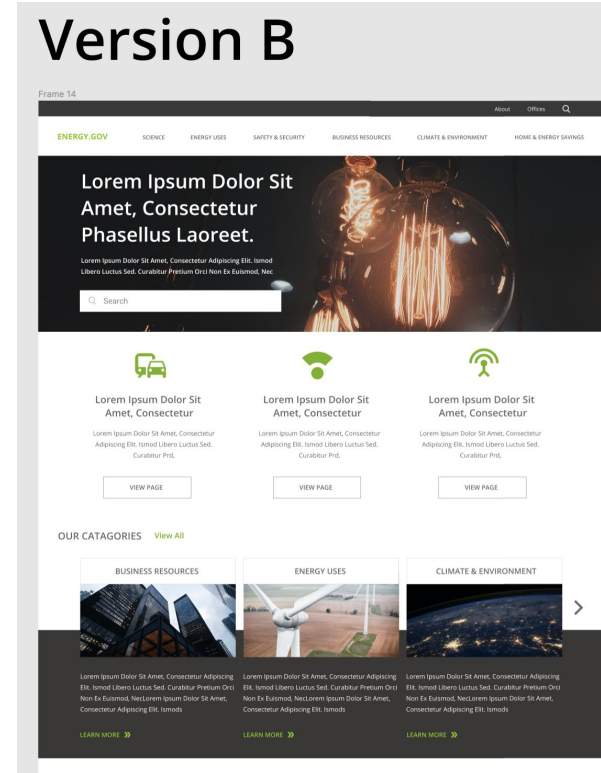 Version B
Frame 14
About Offices
ENERGY.GOV SCIENCE ENERGY USES SAFETY & SECURITY BUSINESS RESOURCES CLIMATE & ENVIRONMENT HOME & ENERGY SAVINGS
Lorem Ipsum Dolor Sit
Amet, Consectetur
Phasellus Laoreet.
Lorem Ipsum Dolor Sit Amet, Consectetur Adipiscing Elit. Ismod
Libero Luctus Sed. Curabitur Pretium Orci Non Ex Euismod, Nec
Search
Lorem Ipsum Dolor Sit
Amet, Consectetur
Lorem Ipsum Dolor Sit Amet, Consectetur
Adipiscing Elit. Ismod Libero Luctus Sed.
Curabitur Prd,
VIEW PAGE
Lorem Ipsum Dolor Sit
Amet, Consectetur
Lorem Ipsum Dolor Sit Amet, Consectetur
Adipiscing Elit. Ismod Libero Luctus Sed.
Curabitur Prd,
VIEW PAGE
Lorem Ipsum Dolor Sit
Amet, Consectetur
Lorem Ipsum Dolor Sit Amet, Consectetur
Adipiscing Elit. Ismod Libero Luctus Sed.
Curabitur Prd,
VIEW PAGE
OUR CATAGORIES View All
BUSINESS RESOURCES
Lorem Ipsum Dolor Sit Amet, Consectetur Adipiscing
Elit. Ismod Libero Luctus Sed. Curabitur Pretium Orci
Non Ex Euismod, NecLorem Ipsum Dolor Sit Amet,
Consectetur Adipiscing Elit. Ismods
LEARN MORE
ENERGY USES
Lorem Ipsum Dolor Sit Amet, Consectetur Adipiscing
Elit. Ismod Libero Luctus Sed. Curabitur Pretium Orci
Non Ex Euismod, NecLorem Ipsum Dolor Sit Amet,
Consectetur Adipiscing Elit. Ismods
LEARN MORE
CLIMATE & ENVIRONMENT
Lorem Ipsum Dolor Sit Amet, Consectetur Adipiscing
Elit. Ismod Libero Luctus Sed. Curabitur Pretium Orci
Non Ex Euismod, NecLorem Ipsum Dolor Sit Amet,
Consectetur Adipiscing Elit. Ismods
LEARN MORE